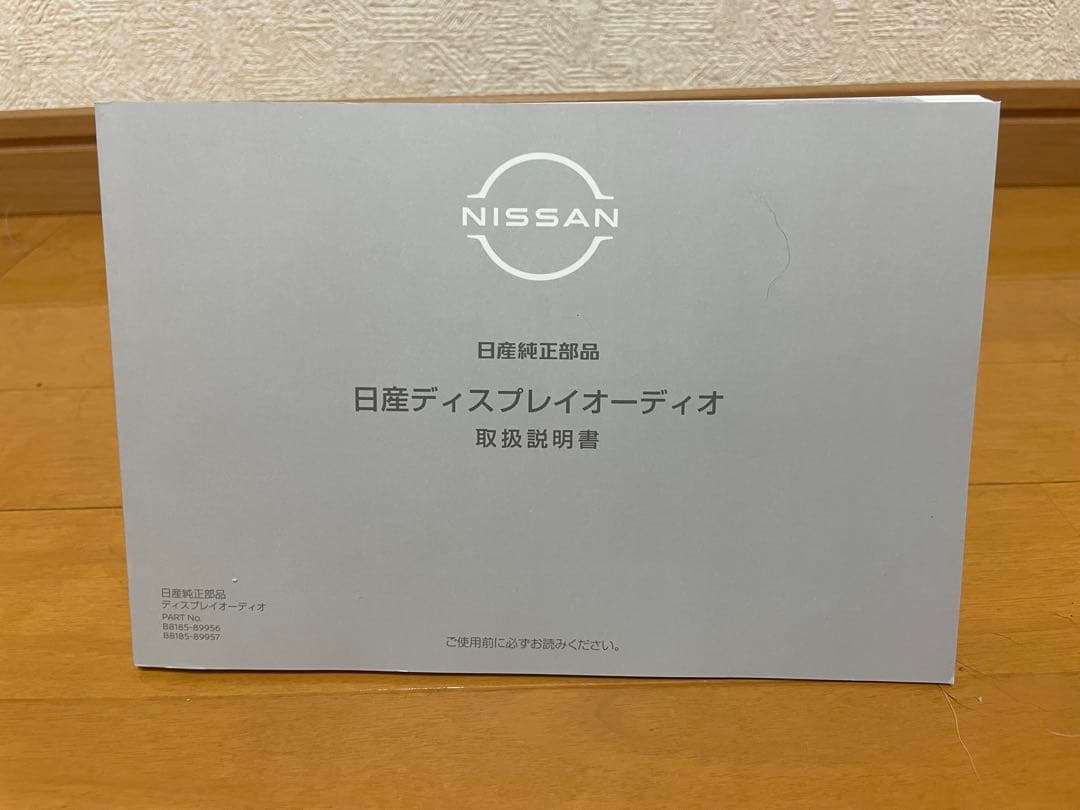 NISSAN
日産純正部品
日産ディスプレイオーディオ
取扱説明書
日産純正部品
ディスプレイオーディオ
PART No.
B8185-89956
B8185-89957
ご使用前に必ずお読みください。